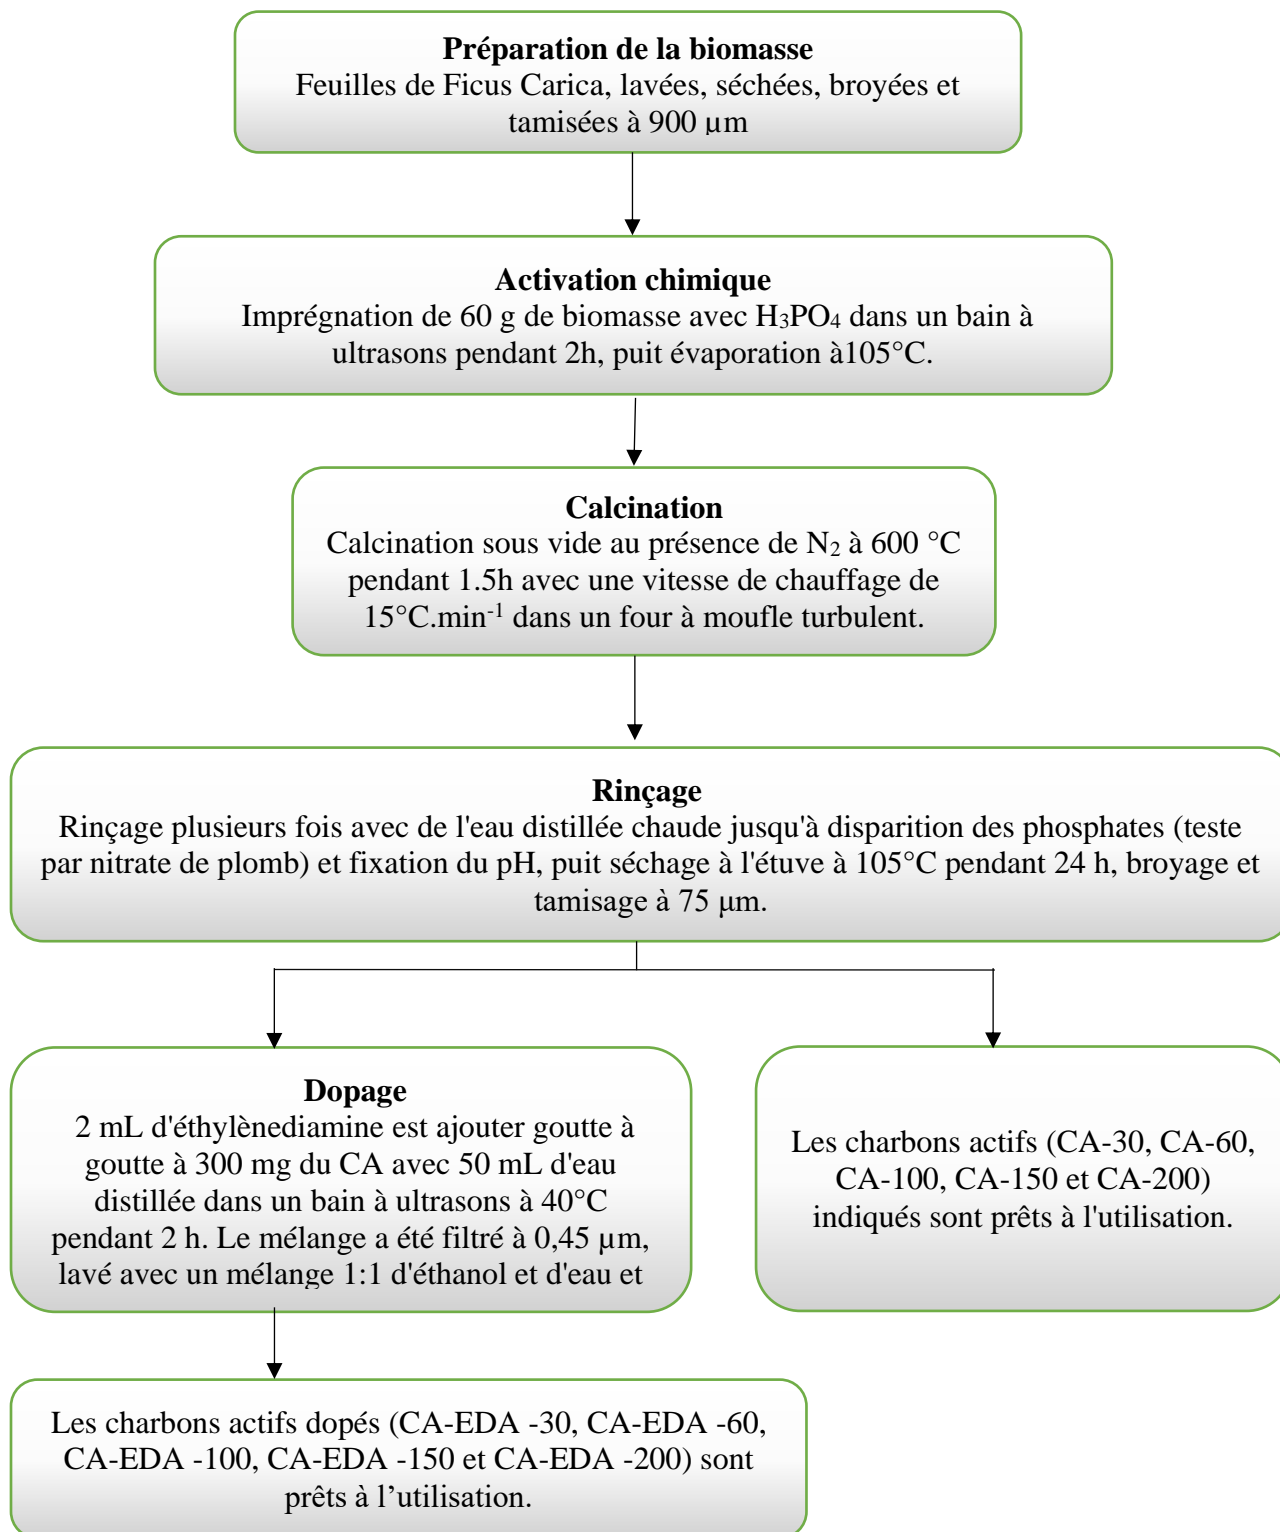 Préparation de la biomasse
Feuilles de Ficus Carica, lavées, séchées, broyées et
tamisées à 900 µm
Activation chimique
Imprégnation de 60 g de biomasse avec H₃PO₄ dans un bain à
ultrasons pendant 2h, puit évaporation à105°C.
Calcination
Calcination sous vide au présence de N₂ à 600 °C
pendant 1.5h avec une vitesse de chauffage de
15°C.min⁻¹ dans un four à moufle turbulent.
Rinçage
Rinçage plusieurs fois avec de l'eau distillée chaude jusqu'à disparition des phosphates (teste
par nitrate de plomb) et fixation du pH, puit séchage à l'étuve à 105°C pendant 24 h, broyage et
tamisage à 75 µm.
Dopage
2 mL d'éthylènediamine est ajouter goutte à
goutte à 300 mg du CA avec 50 mL d'eau
distillée dans un bain à ultrasons à 40°C
pendant 2 h. Le mélange a été filtré à 0,45 µm,
lavé avec un mélange 1:1 d'éthanol et d'eau et
Les charbons actifs (CA-30, CA-60,
CA-100, CA-150 et CA-200)
indiqués sont prêts à l'utilisation.
Les charbons actifs dopés (CA-EDA -30, CA-EDA -60,
CA-EDA -100, CA-EDA -150 et CA-EDA -200) sont
prêts à l’utilisation.